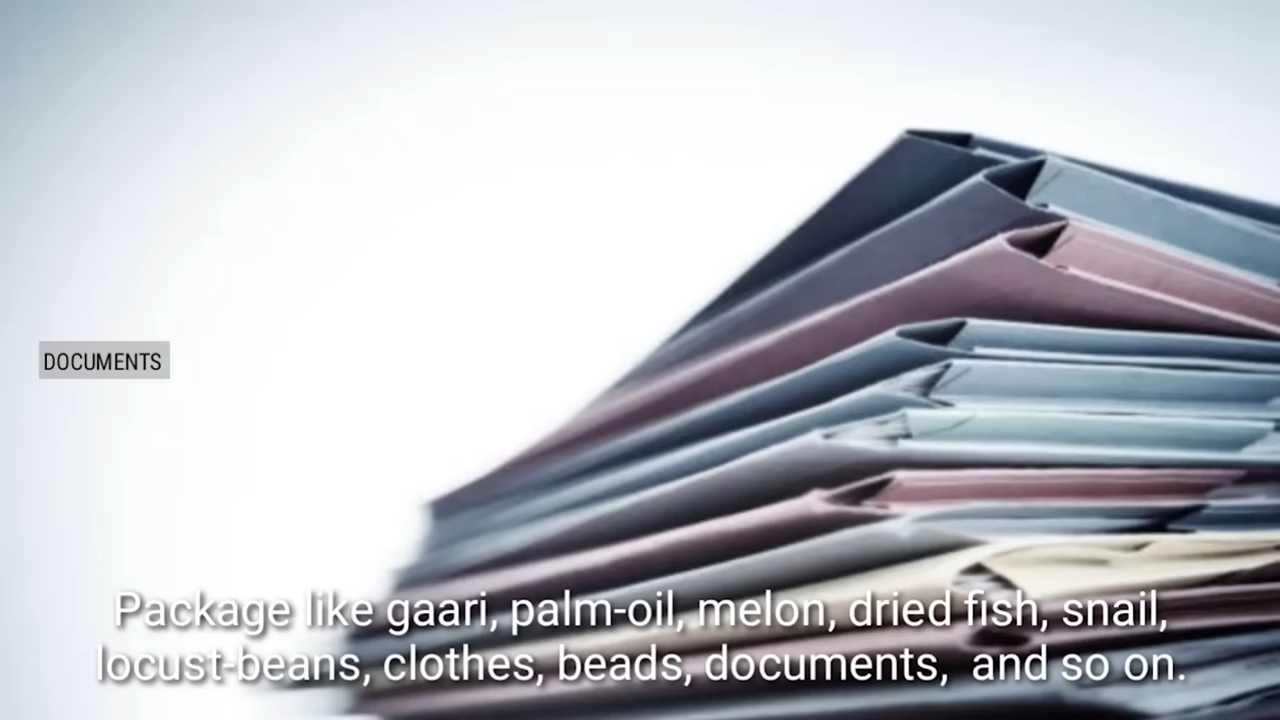 DOCUMENTS
Package like gaari, palm-oil, melon, dried fish, snail,
locust-beans, clothes, beads, documents,  and so on.